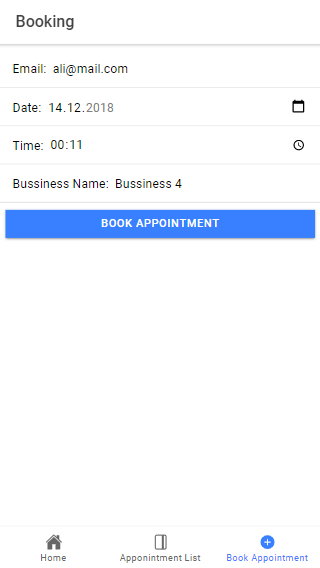 Booking
Email: ali@mail.com
Date: 14.12.2018
Time: 00:11
Bussiness Name: Bussiness 4
BOOK APPOINTMENT
Home
Apponintment List
Book Appointment